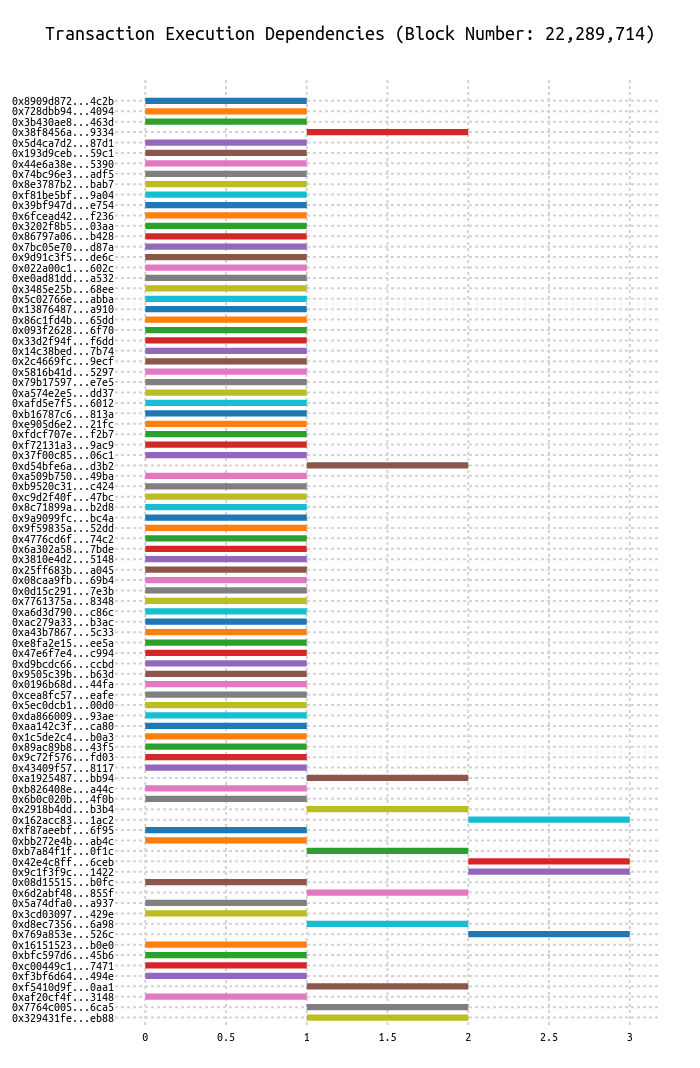 Transaction Execution Dependencies (Block Number: 22,289,714)
0x8909d872...4c2b
0x728dbb94...4094
0x3b430ae8...463d
0x38f8456a...9334
0x5d4ca7d2...87d1
0x193d9ceb...59c1
0x44e6a38e...5390
0x74bc96e3...adf5
0x8e3787b2...bab7
0xf81be5bf...9a04
0x39bf947d...e754
0x6fcead42...f236
0x3202f8b5...03aa
0x86797a06...b428
0x7bc05e70...d87a
0x9d91c3f5...de6c
0x022a00c1...602c
0xe0ad81dd...a532
0x3485e25b...68ee
0x5c02766e...abba
0x13876487...a910
0x86c1fd4b...65dd
0x093f2628...6f70
0x33d2f94f...f6dd
0x14c38bed...7b74
0x2c4669fc...9ecf
0x5816b41d...5297
0x79b17597...e7e5
0xa574e2e5...dd37
0xafd5e7f5...6012
0xb16787c6...813a
0xe905d6e2...21fc
0xfdcf707e...f2b7
0xf72131a3...9ac9
0x37f00c85...06c1
0xd54bfe6a...d3b2
0xa509b750...49ba
0xb9520c31...c424
0xc9d2f40f...47bc
0x8c71899a...b2d8
0x9a9099fc...bc4a
0x9f59835a...52dd
0x4776cd6f...74c2
0x6a302a58...7bde
0x3810e4d2...5148
0x25ff683b...a045
0x08caa9fb...69b4
0x0d15c291...7e3b
0x7761375a...8348
0xa6d3d790...c86c
0xac279a33...b3ac
0xa43b7867...5c33
0xe8fa2e15...ee5a
0x47e6f7e4...c994
0xd9bcdc66...ccbd
0x9505c39b...b63d
0x0196b68d...44fa
0xcea8fc57...eafe
0x5ec0dcb1...00d0
0xda866009...93ae
0xaa142c3f...ca80
0x1c5de2c4...b0a3
0x89ac89b8...43f5
0x9c72f576...fd03
0x43409f57...8117
0xa1925487...bb94
0xb826408e...a44c
0x6b0c020b...4f0b
0x2918b4dd...b3b4
0x162acc83...1ac2
0xf87aeebf...6f95
0xbb272e4b...ab4c
0xb7a84f1f...0f1c
0x42e4c8ff...6ceb
0x9c1f3f9c...1422
0x08d15515...b0fc
0x6d2abf48...855f
0x5a74dfa0...a937
0x3cd03097...429e
0xd8ec7356...6a98
0x769a853e...526c
0x16151523...b0e0
0xbfc597d6...45b6
0xc00449c1...7471
0xf3bf6d64...494e
0xf5410d9f...0aa1
0xaf20cf4f...3148
0x7764c005...6ca5
0x329431fe...eb88
0 0.5 1 1.5 2 2.5 3